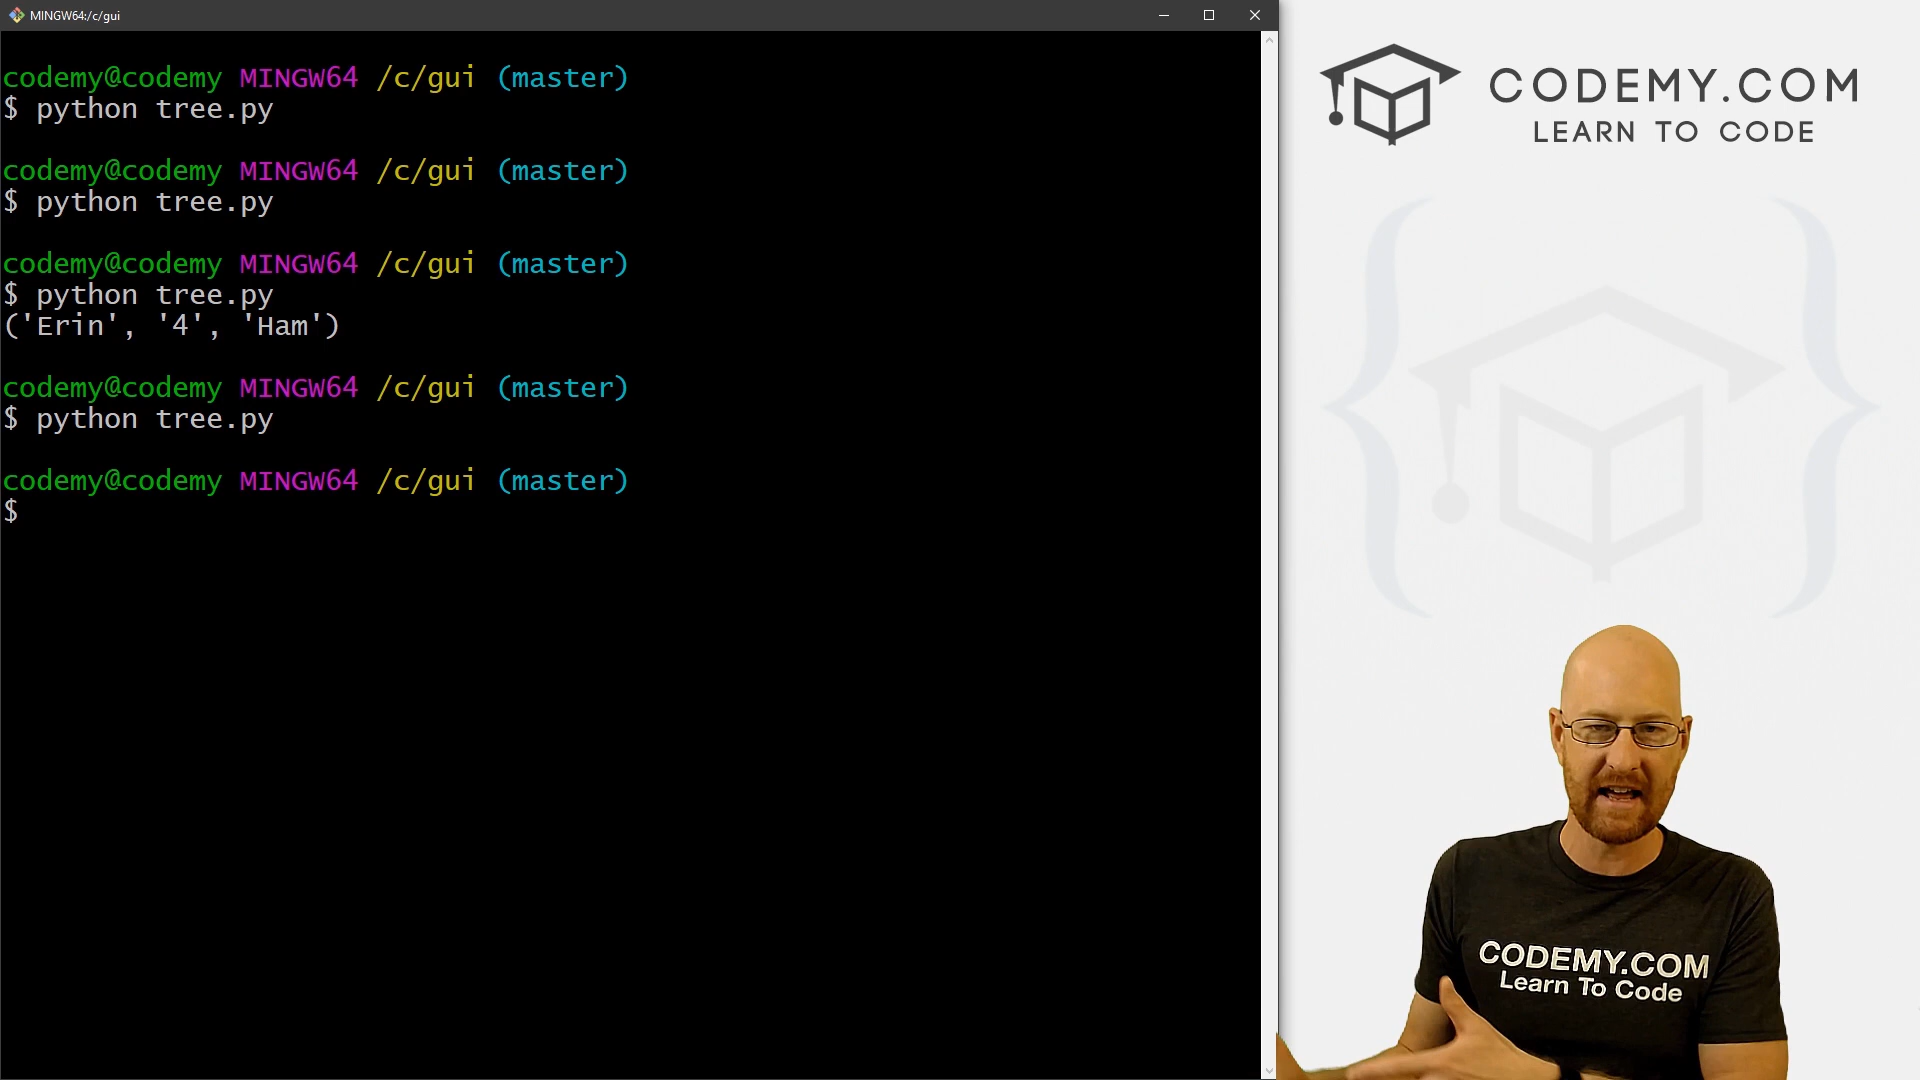 MINGW64:/c/gui
codemy@codemy MINGW64 /c/gui (master)
$ python tree.py
codemy@codemy MINGW64 /c/gui (master)
$ python tree.py
codemy@codemy MINGW64 /c/gui (master)
$ python tree.py
('Erin', '4', 'Ham')
codemy@codemy MINGW64 /c/gui (master)
$ python tree.py
codemy@codemy MINGW64 /c/gui (master)
$
CODEMY.COM
LEARN TO CODE
CODEMY.COM
Learn To Code